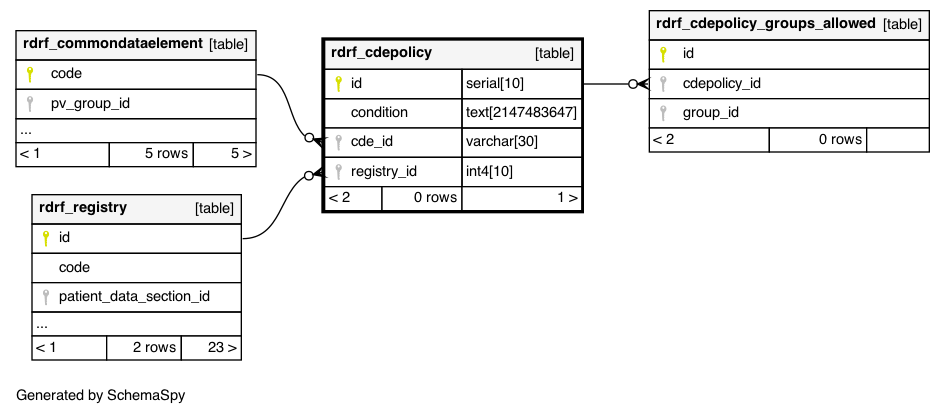 rdrf_commondataelement [table]
code
pv_group_id
...
< 1 5 rows 5 >
rdrf_registry [table]
id
code
patient_data_section_id
...
< 1 2 rows 23 >
rdrf_cdepolicy [table]
id serial[10]
condition text[2147483647]
cde_id varchar[30]
registry_id int4[10]
< 2 0 rows 1 >
rdrf_cdepolicy_groups_allowed [table]
id
cdepolicy_id
group_id
< 2 0 rows
Generated by SchemaSpy